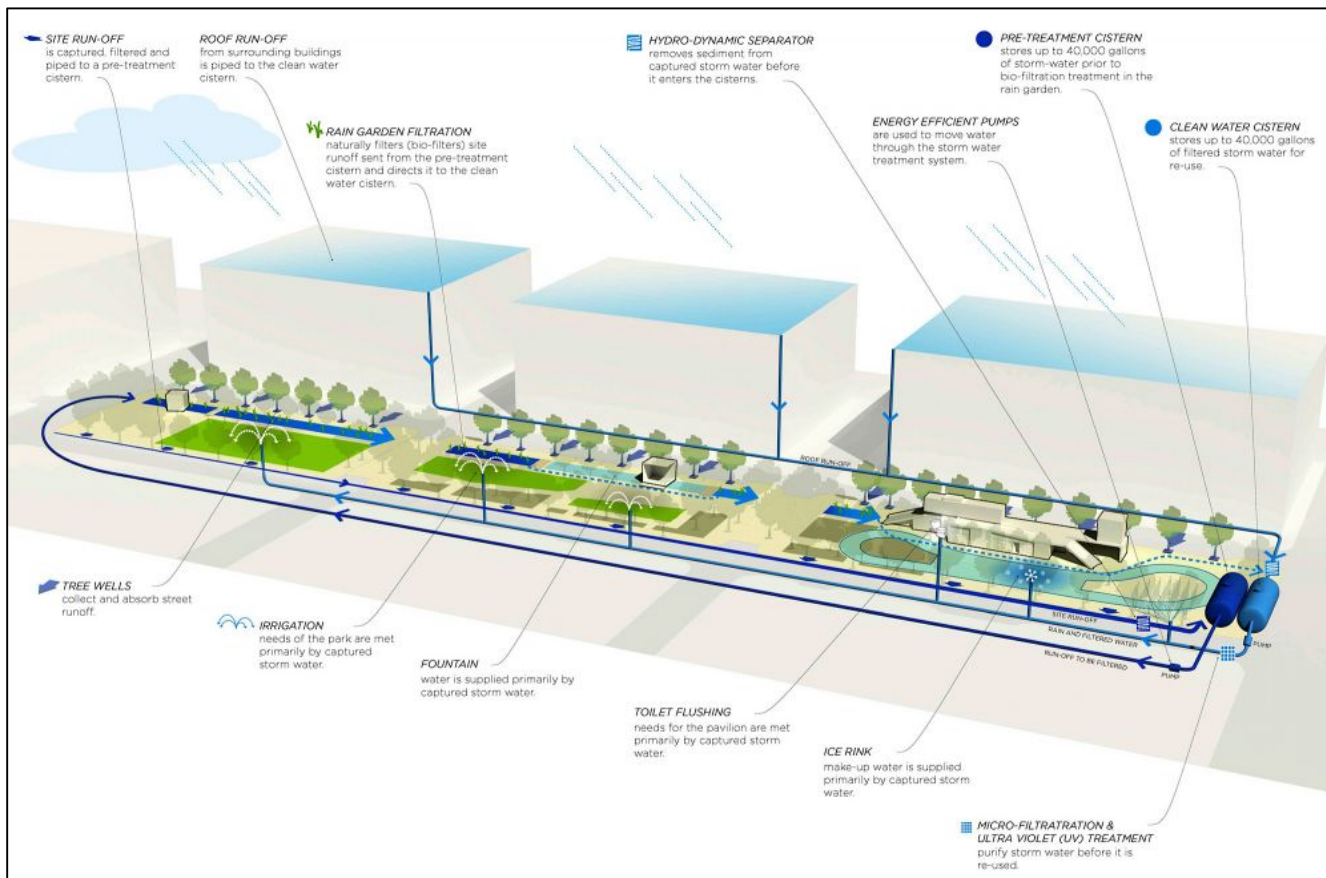 SITE RUN-OFF
is captured, filtered and
piped to a pre-treatment
cistern.
ROOF RUN-OFF
from surrounding buildings
is piped to the clean water
cistern.
HYDRO-DYNAMIC SEPARATOR
removes sediment from
captured storm water before
it enters the cisterns.
PRE-TREATMENT CISTERN
stores up to 40,000 gallons
of storm-water prior to
bio-filtration treatment in the
rain garden.
RAIN GARDEN FILTRATION
naturally filters (bio-filters) site
runoff sent from the pre-treatment
cistern and directs it to the clean
water cistern.
ENERGY EFFICIENT PUMPS
are used to move water
through the storm water
treatment system.
CLEAN WATER CISTERN
stores up to 40,000 gallons
of filtered storm water for
re-use.
ROOF RUN-OFF
SITE RUN-OFF
RAIN AND FILTERED WATER
RUN-OFF TO BE FILTERED
PUMP
PUMP
TREE WELLS
collect and absorb street
runoff.
IRRIGATION
needs of the park are met
primarily by captured
storm water.
FOUNTAIN
water is supplied primarily by
captured storm water.
TOILET FLUSHING
needs for the pavilion are met
primarily by captured storm
water.
ICE RINK
make-up water is supplied
primarily by captured storm
water.
MICRO-FILTRATRATION &
ULTRA VIOLET (UV) TREATMENT
purify storm water before it is
re-used.